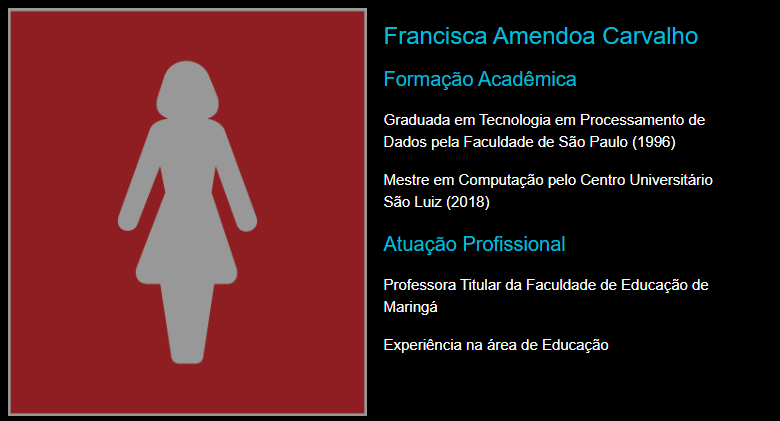 Francisca Amendoa Carvalho
Formação Acadêmica
Graduada em Tecnologia em Processamento de
Dados pela Faculdade de São Paulo (1996)
Mestre em Computação pelo Centro Universitário
São Luiz (2018)
Atuação Profissional
Professora Titular da Faculdade de Educação de
Maringá
Experiência na área de Educação